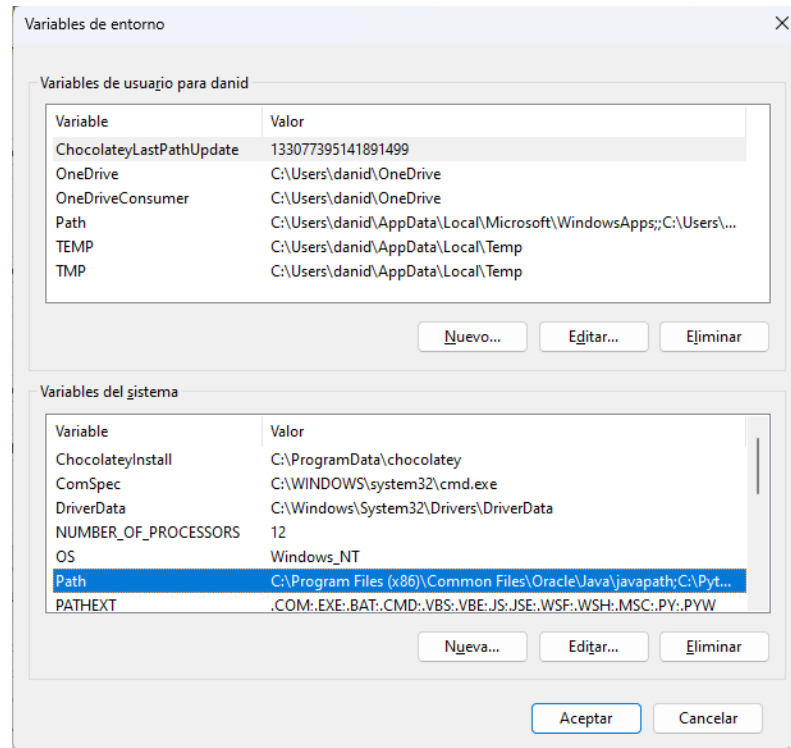 Variables de entorno
Variables de usuario para danid
Variable Valor
ChocolateyLastPathUpdate 133077395141891499
OneDrive C:\Users\danid\OneDrive
OneDriveConsumer C:\Users\danid\OneDrive
Path C:\Users\danid\AppData\Local\Microsoft\WindowsApps;;C:\Users\...
TEMP C:\Users\danid\AppData\Local\Temp
TMP C:\Users\danid\AppData\Local\Temp
Nuevo... Editar... Eliminar
Variables del sistema
Variable Valor
ChocolateyInstall C:\ProgramData\chocolatey
ComSpec C:\WINDOWS\system32\cmd.exe
DriverData C:\Windows\System32\Drivers\DriverData
NUMBER_OF_PROCESSORS 12
OS Windows_NT
Path C:\Program Files (x86)\Common Files\Oracle\Java\javapath;C:\Pyt...
PATHEXT .COM;.EXE;.BAT;.CMD;.VBS;.VBE;.JS;.JSE;.WSF;.WSH;.MSC;.PY;.PYW
Nueva... Editar... Eliminar
Aceptar Cancelar